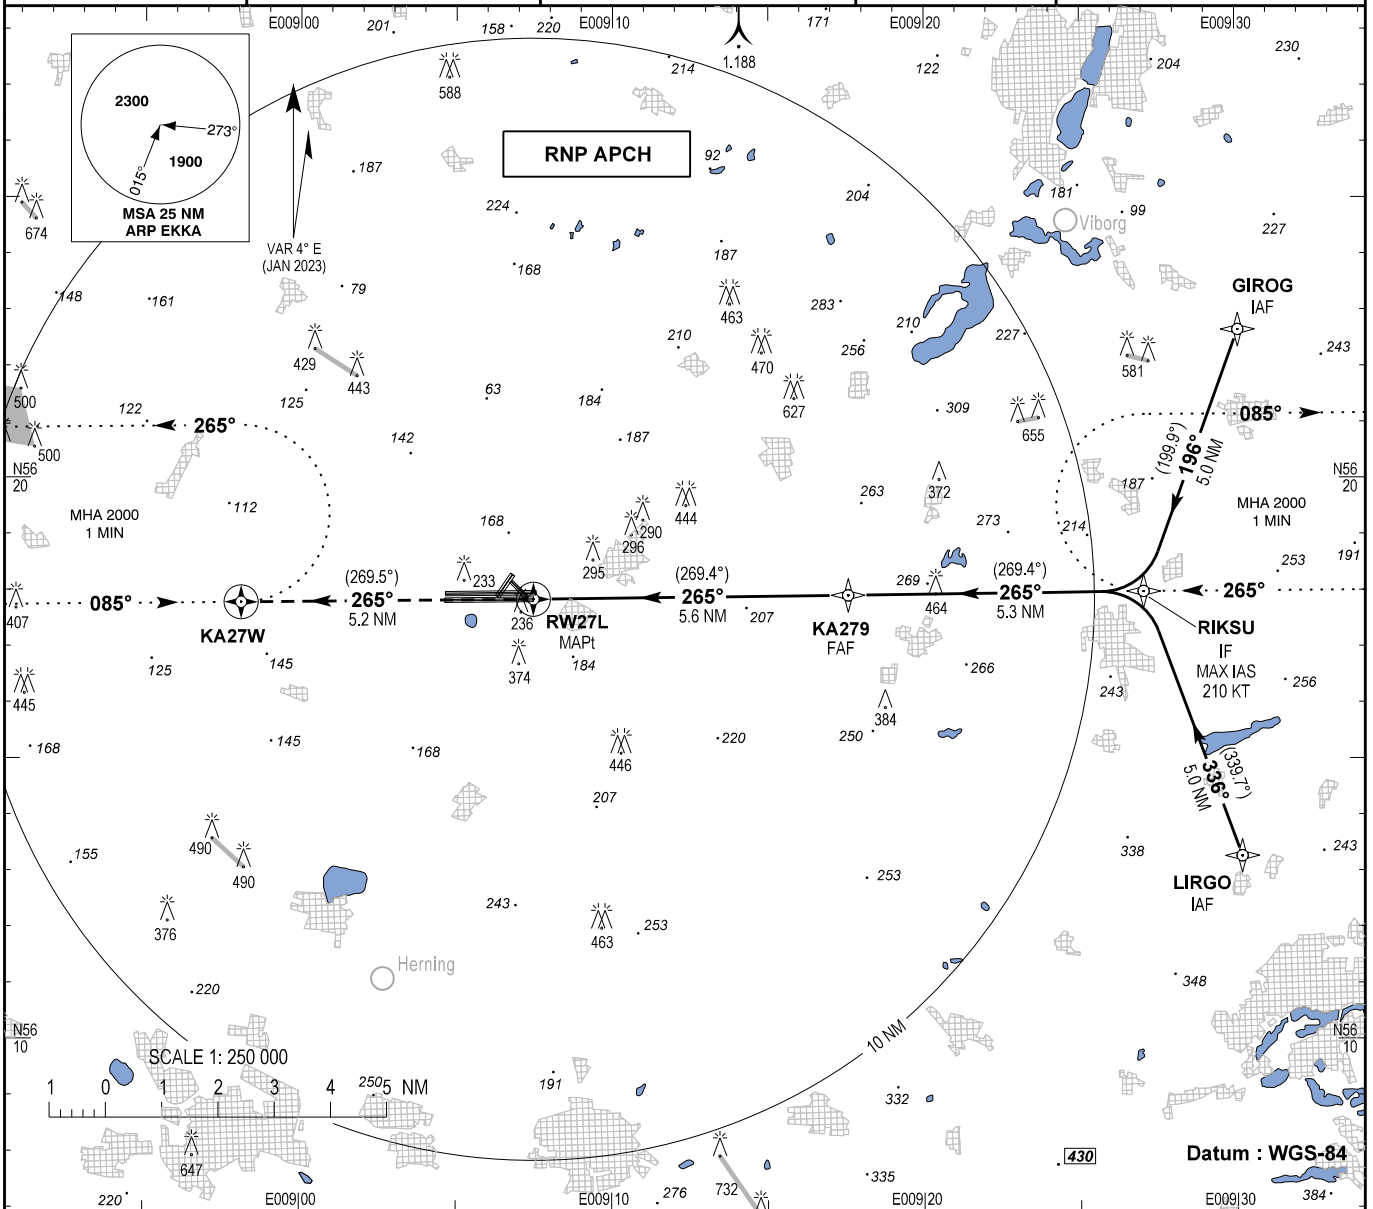 E009|00
E009|10
E009|20
E009|30
201
158
220
171
1.188
214
122
204
230
588
2300
273°
1900
015°
MSA 25 NM
ARP EKKA
RNP APCH
92
187
204
181
99
Viborg
227
674
224
VAR 4° E
(JAN 2023)
168
187
148
161
79
463
283
210
227
GIROG
IAF
429
443
210
470
256
581
243
500
122
125
63
184
627
309
655
265°
085°
500
142
187
(199.9°)
196°
5.0 NM
N56
20
N56
20
372
187
112
444
263
MHA 2000
1 MIN
MHA 2000
1 MIN
168
290
296
273
214
295
253
191
233
(269.5°)
(269.4°)
269
(269.4°)
407
085°
265°
265°
265°
265°
5.2 NM
236
5.6 NM
207
464
5.3 NM
KA27W
RW27L
MAPt
KA279
FAF
RIKSU
IF
MAX IAS
210 KT
125
145
374
184
266
243
256
445
384
168
145
168
446
220
250
336°
(339.7°)
5.0 NM
207
490
490
155
338
243
LIRGO
IAF
253
376
243
463
253
Herning
348
220
N56
10
N56
10
10 NM
SCALE 1: 250 000
1 0 1 2 3 4 5 NM
250
191
332
647
430
Datum : WGS-84
335
732
276
220
384
E009|00
E009|10
E009|20
E009|30